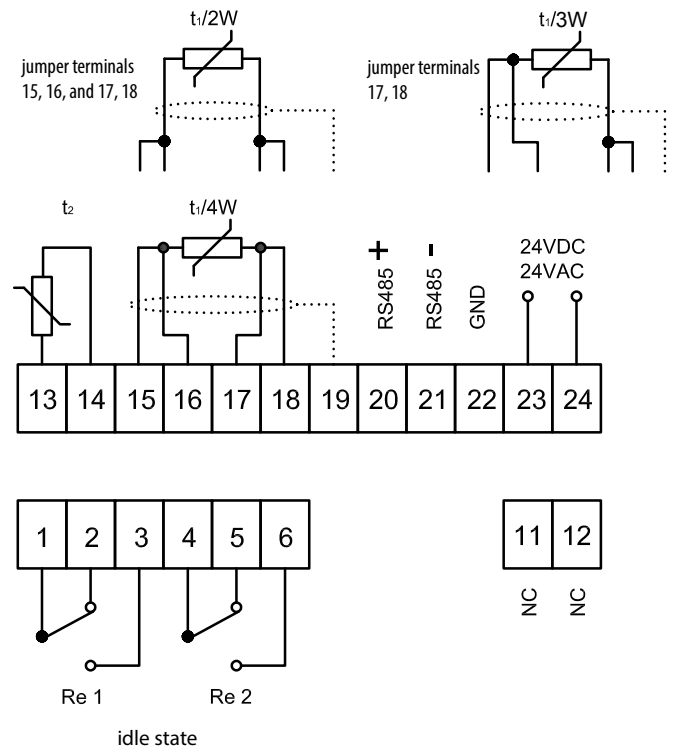 t₁/2W
jumper terminals
15, 16, and 17, 18
t₁/3W
jumper terminals
17, 18
t₂
t₁/4W
+
RS485
-
RS485
GND
24VDC
24VAC
13 14 15 16 17 18 19 20 21 22 23 24
1 2 3 4 5 6
11 12
NC
NC
Re 1
Re 2
idle state